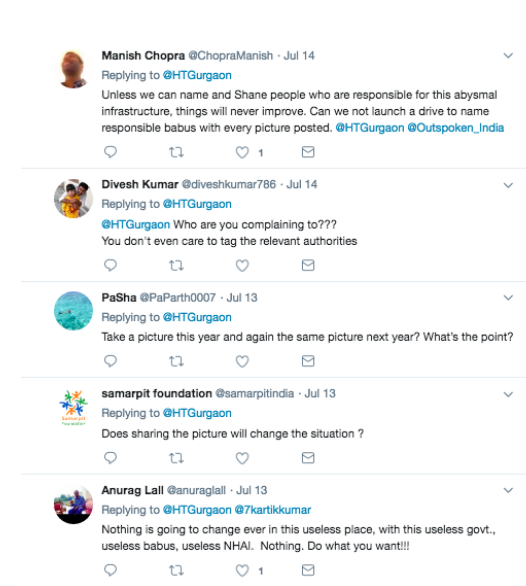 Manish Chopra @ChopraManish · Jul 14
Replying to @HTGurgaon
Unless we can name and Shane people who are responsible for this abysmal
infrastructure, things will never improve. Can we not launch a drive to name
responsible babus with every picture posted. @HTGurgaon @Outspoken_India
1
Divesh Kumar @diveshkumar786 · Jul 14
Replying to @HTGurgaon
@HTGurgaon Who are you complaining to???
You don't even care to tag the relevant authorities
PaSha @PaParth0007 · Jul 13
Replying to @HTGurgaon
Take a picture this year and again the same picture next year? What's the point?
samarpit foundation @samarpitindia · Jul 13
Replying to @HTGurgaon
Does sharing the picture will change the situation ?
Anurag Lall @anuraglall · Jul 13
Replying to @HTGurgaon @7kartikkumar
Nothing is going to change ever in this useless place, with this useless govt.,
useless babus, useless NHAI. Nothing. Do what you want!!!
1